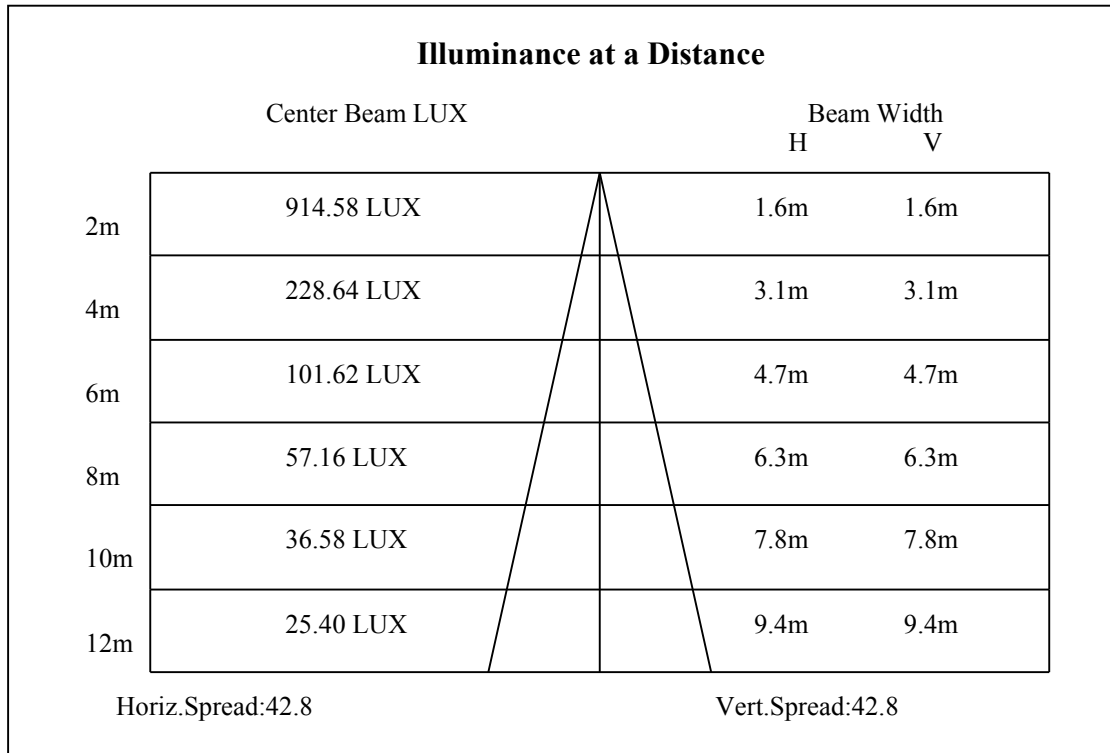 Illuminance at a Distance
Center Beam LUX Beam Width
H V
2m 914.58 LUX 1.6m 1.6m
4m 228.64 LUX 3.1m 3.1m
6m 101.62 LUX 4.7m 4.7m
8m 57.16 LUX 6.3m 6.3m
10m 36.58 LUX 7.8m 7.8m
12m 25.40 LUX 9.4m 9.4m
Horiz.Spread:42.8 Vert.Spread:42.8